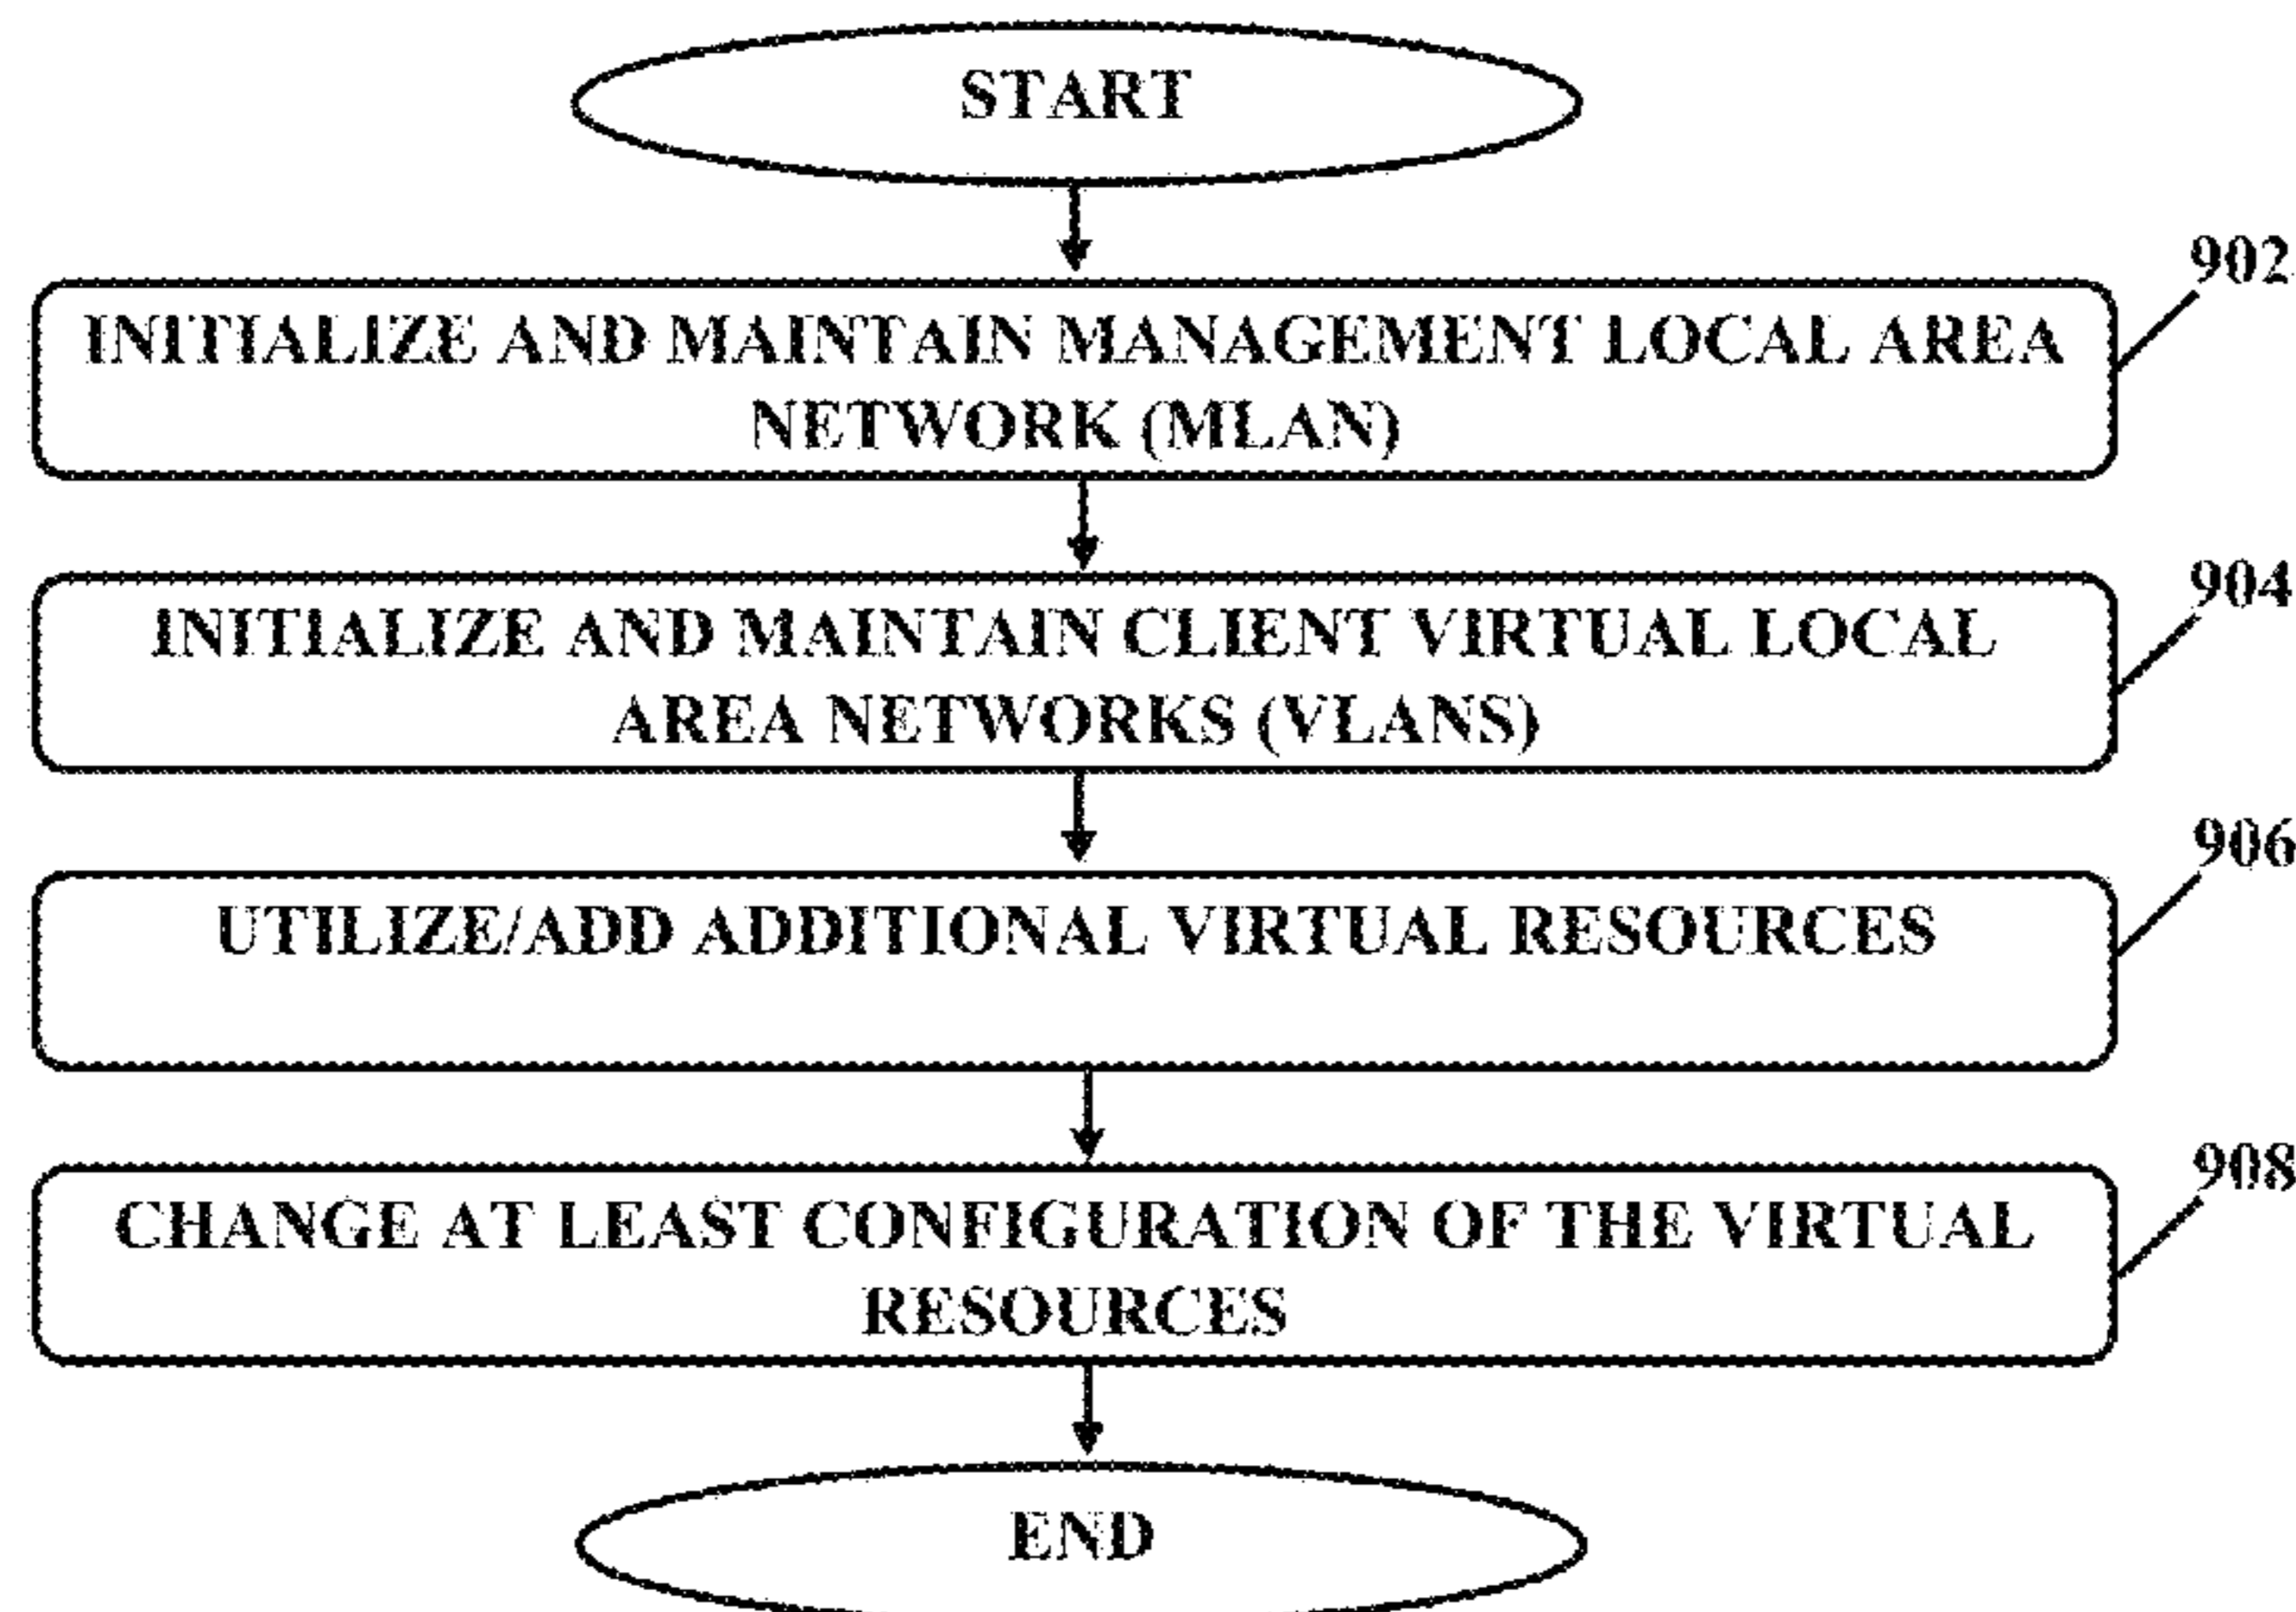 START
902
INITIALIZE AND MAINTAIN MANAGEMENT LOCAL AREA
NETWORK (MLAN)
904
INITIALIZE AND MAINTAIN CLIENT VIRTUAL LOCAL
AREA NETWORKS (VLANS)
906
UTILIZE/ADD ADDITIONAL VIRTUAL RESOURCES
908
CHANGE AT LEAST CONFIGURATION OF THE VIRTUAL
RESOURCES
END